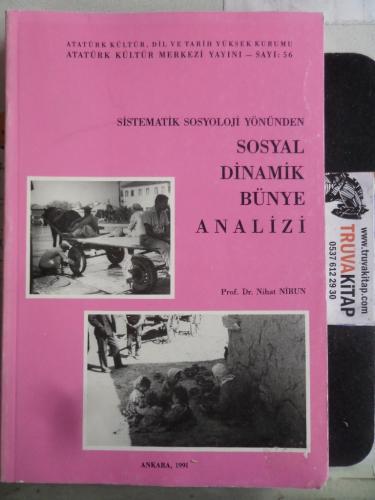 ATATÜRK KÜLTÜR, DİL VE TARİH YÜKSEK KURUMU
ATATÜRK KÜLTÜR MERKEZİ YAYINI — SAYI: 56
SİSTEMATİK SOSYOLOJİ YÖNÜNDEN
SOSYAL
DİNAMİK
BÜNYE
ANALİZİ
Prof. Dr. Nihat NİRUN
ANKARA, 1991
TRUVAKİTAP
www.truvakitap.com
0537 612 29 30